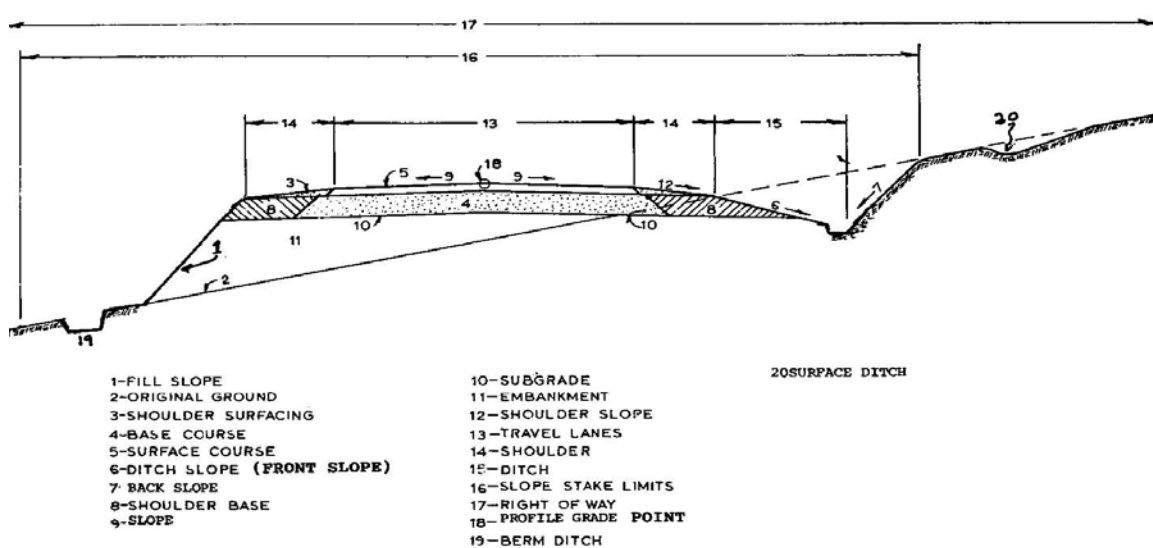 17
16
14 13 14 15
20
18
3 5 9 9 12
7
8 4 8 6
10 10
11
1
2
19
1-FILL SLOPE
2-ORIGINAL GROUND
3-SHOULDER SURFACING
4-BASE COURSE
5-SURFACE COURSE
6-DITCH SLOPE (FRONT SLOPE)
7- BACK SLOPE
8-SHOULDER BASE
9-SLOPE
10-SUBGRADE
11-EMBANKMENT
12-SHOULDER SLOPE
13-TRAVEL LANES
14-SHOULDER
15-DITCH
16-SLOPE STAKE LIMITS
17-RIGHT OF WAY
18-PROFILE GRADE POINT
19-BERM DITCH
20SURFACE DITCH